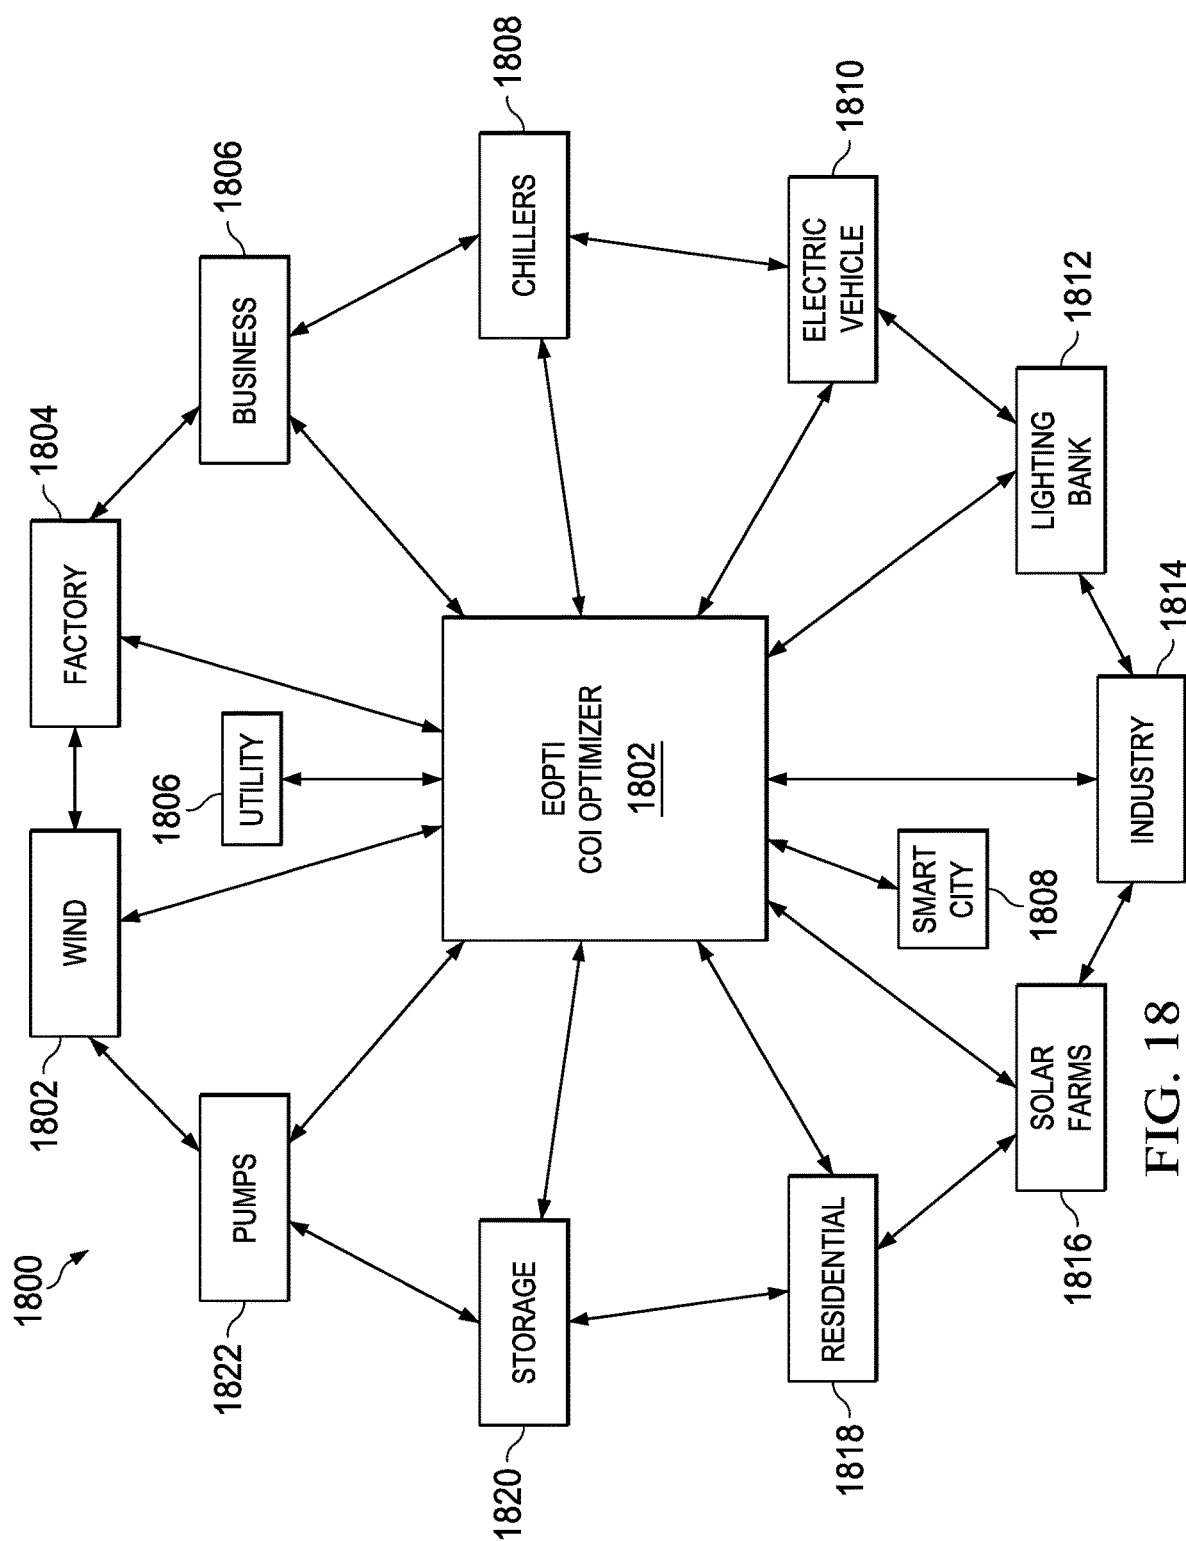 1800
1802
WIND
FACTORY
1804
1822
PUMPS
1806
UTILITY
BUSINESS
1806
1820
STORAGE
EOPTI
COI OPTIMIZER
1802
CHILLERS
1808
1818
RESIDENTIAL
SMART
CITY
1808
ELECTRIC
VEHICLE
1810
1816
SOLAR
FARMS
INDUSTRY
1814
LIGHTING
BANK
1812
FIG. 18